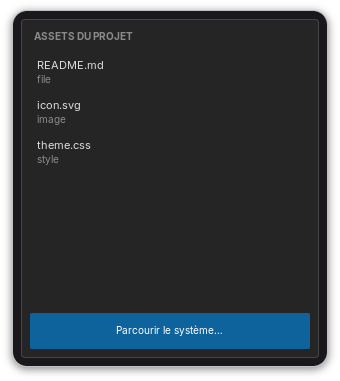 ASSETS DU PROJET
README.md
file
icon.svg
image
theme.css
style
Parcourir le système...